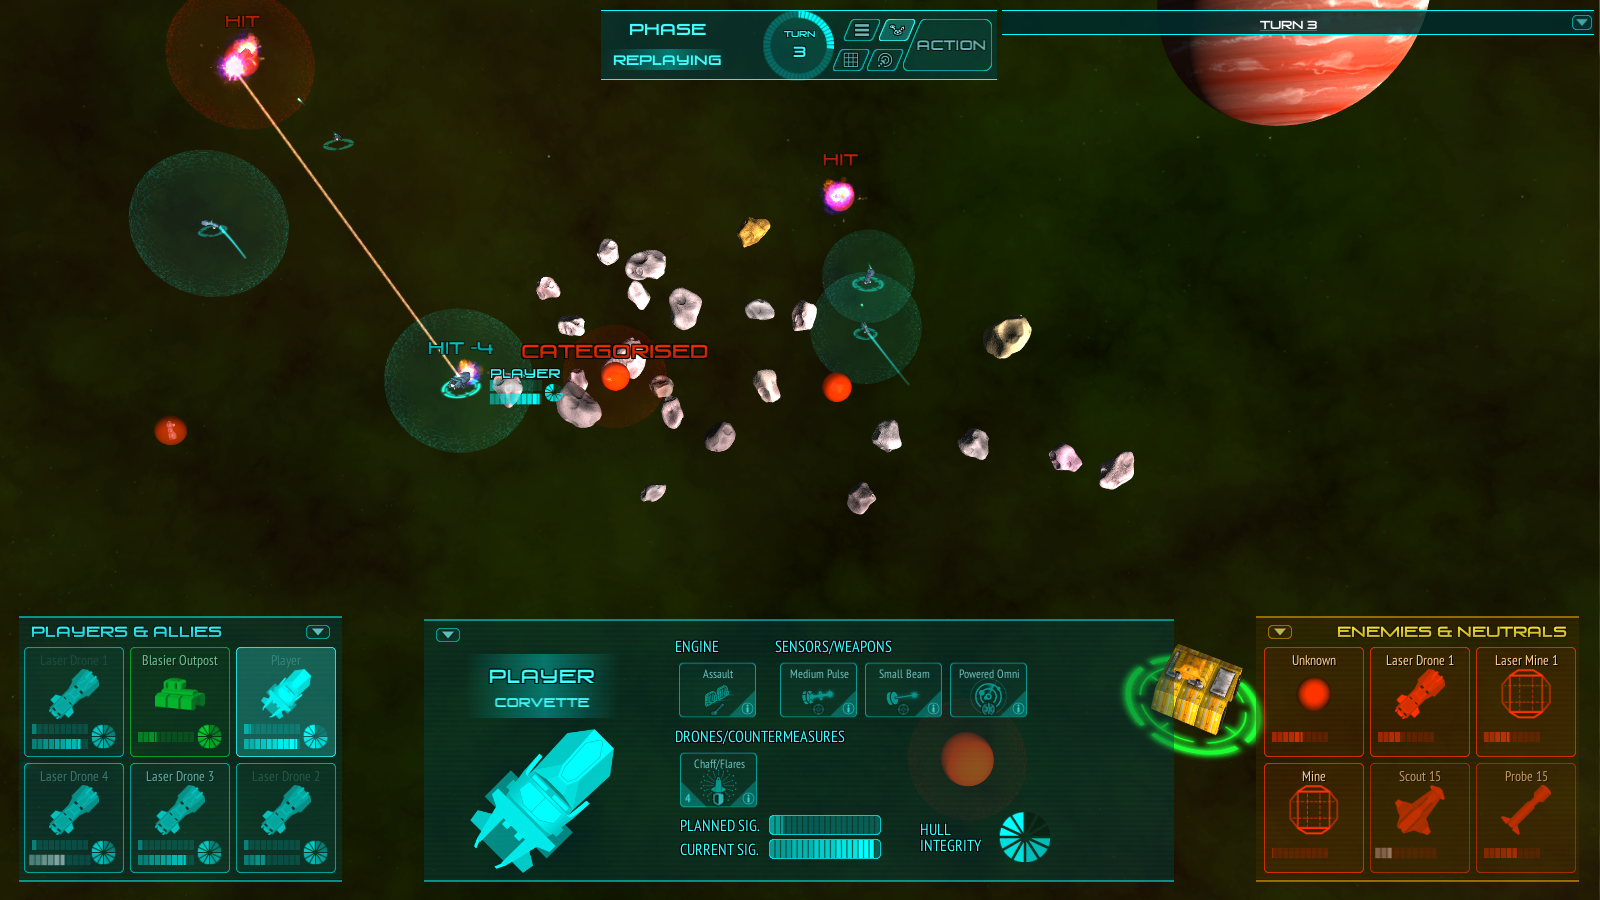 HIT
PHASE
REPLAYING
TURN
3
ACTION
TURN 3
HIT
HIT -4
CATEGORISED
PLAYER
PLAYERS & ALLIES
Laser Drone 1
Blasier Outpost
Player
Laser Drone 4
Laser Drone 3
Laser Drone 2
PLAYER
CORVETTE
ENGINE
SENSORS/WEAPONS
Assault
Medium Pulse
Small Beam
Powered Omni
DRONES/COUNTERMEASURES
Chaff/Flares
4
PLANNED SIG.
CURRENT SIG.
HULL
INTEGRITY
ENEMIES & NEUTRALS
Unknown
Laser Drone 1
Laser Mine 1
Mine
Scout 15
Probe 15